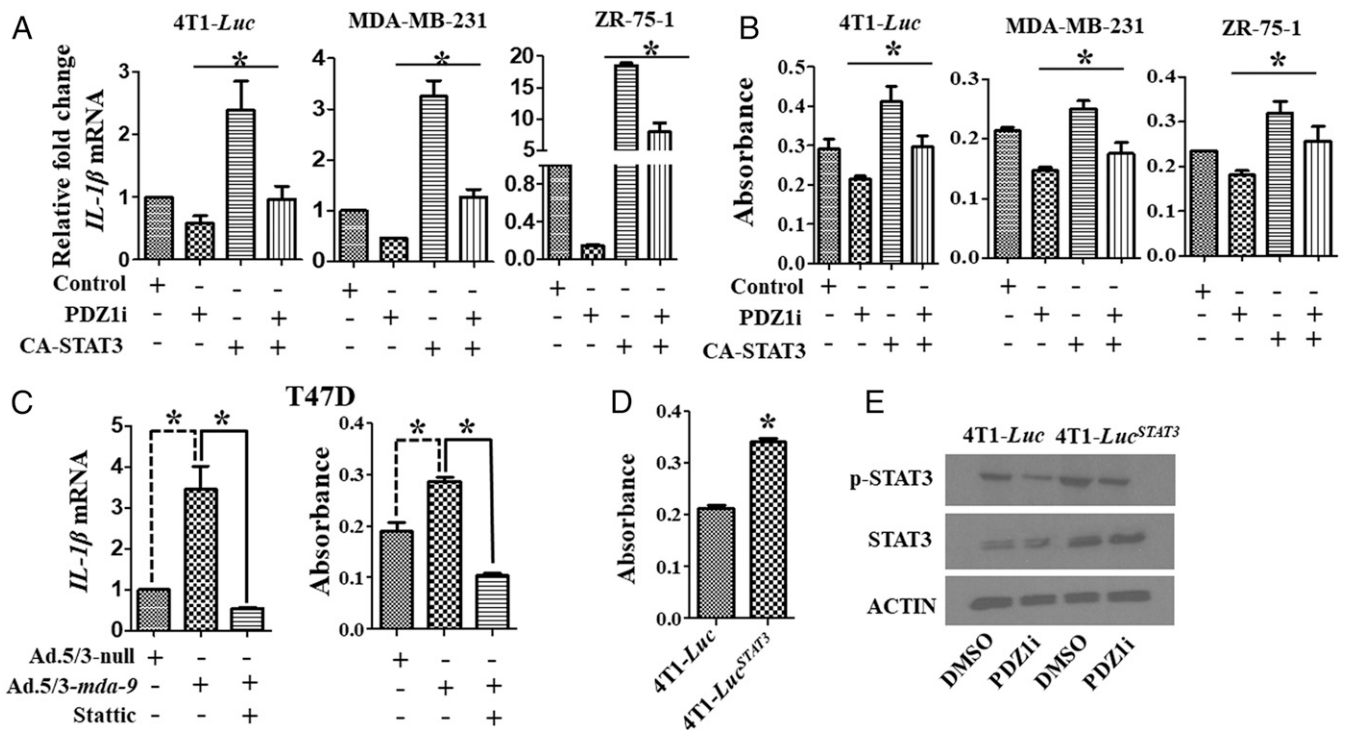 A
4T1-Luc
MDA-MB-231
ZR-75-1
Relative fold change
IL-1β mRNA
3
2
1
0
*
4
3
2
1
0
*
20
15
10
5
1.0
0.8
0.6
0.4
0.2
0.0
*
Control + - - - + - - - + - - -
PDZ1i - + - + - + - + - + - +
CA-STAT3 - - + + - - + + - - + +
B
4T1-Luc
MDA-MB-231
ZR-75-1
Absorbance
0.5
0.4
0.3
0.2
0.1
0.0
*
0.3
0.2
0.1
0.0
*
0.4
0.3
0.2
0.1
0.0
*
Control + - - - + - - - + - - -
PDZ1i - + - + - + - + - + - +
CA-STAT3 - - + + - - + + - - + +
C
T47D
IL-1β mRNA
5
4
3
2
1
0
* *
Absorbance
0.4
0.3
0.2
0.1
0.0
* *
Ad.5/3-null + - - + - -
Ad.5/3-mda-9 - + + - + +
Stattic - - + - - +
D
Absorbance
0.4
0.3
0.2
0.1
0.0
*
4T1-Luc
4T1-Luc^STAT3
E
4T1-Luc 4T1-Luc^STAT3
p-STAT3
STAT3
ACTIN
DMSO PDZ1i DMSO PDZ1i